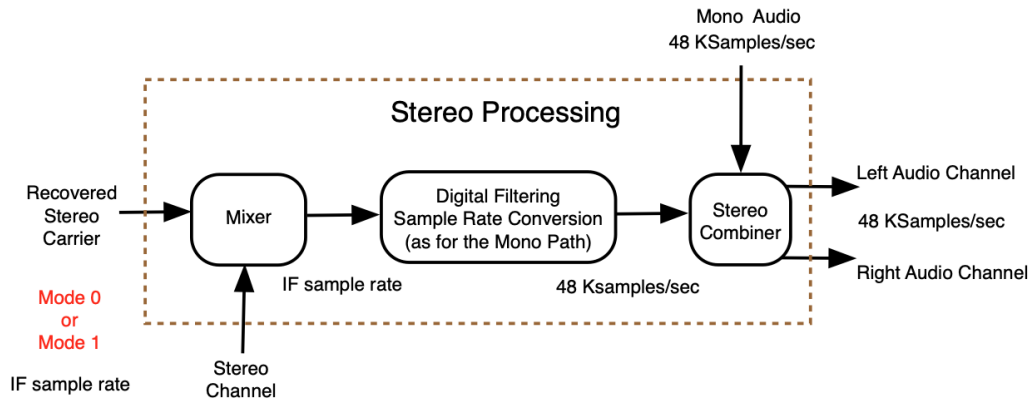 Mono Audio
48 KSamples/sec
Stereo Processing
Recovered
Stereo
Carrier
Mixer
Digital Filtering
Sample Rate Conversion
(as for the Mono Path)
Stereo
Combiner
Left Audio Channel
48 KSamples/sec
Right Audio Channel
IF sample rate
48 Ksamples/sec
Mode 0
or
Mode 1
IF sample rate
Stereo
Channel